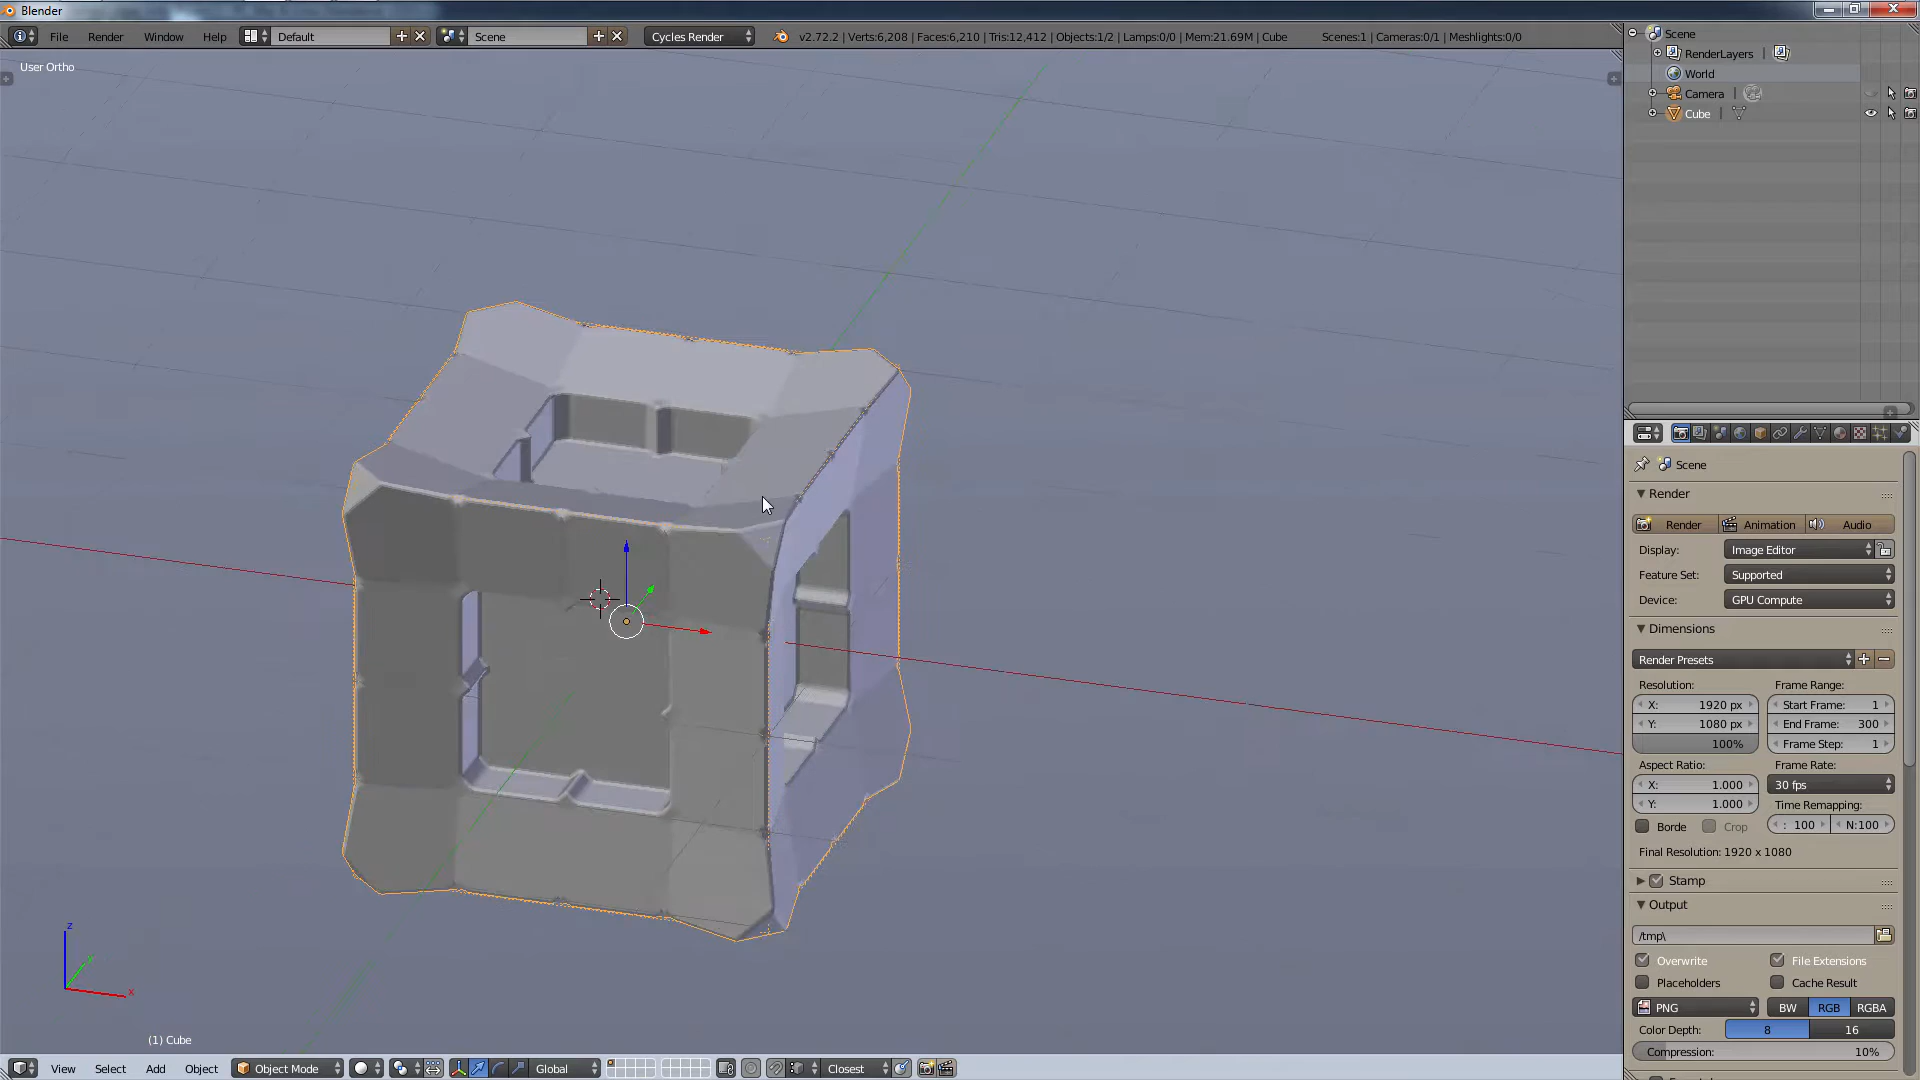 Blender
File Render Window Help Default Scene Cycles Render v2.72.2 | Verts:6,208 | Faces:6,210 | Tris:12,412 | Objects:1/2 | Lamps:0/0 | Mem:21.69M | Cube Scenes:1 | Cameras:0/1 | Meshlights:0/0
User Ortho
Scene
RenderLayers
World
Camera
Cube
Scene
Render
Render Animation Audio
Display: Image Editor
Feature Set: Supported
Device: GPU Compute
Dimensions
Render Presets
Resolution: Frame Range:
X: 1920 px Start Frame: 1
Y: 1080 px End Frame: 300
100% Frame Step: 1
Aspect Ratio: Frame Rate:
X: 1.000 30 fps
Y: 1.000 Time Remapping:
Borde Crop : 100 N:100
Final Resolution: 1920 x 1080
Stamp
Output
/tmp\
Overwrite File Extensions
Placeholders Cache Result
PNG BW RGB RGBA
Color Depth: 8 16
Compression: 10%
z
y
x
(1) Cube
View Select Add Object Object Mode Global Closest